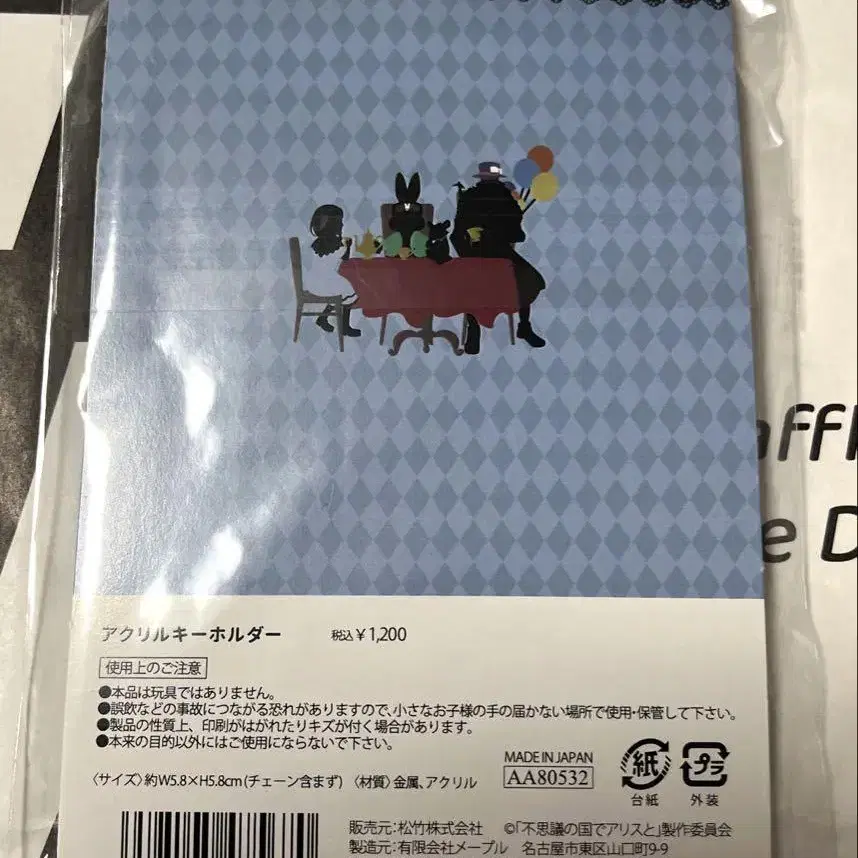 アクリルキーホルダー 税込¥1,200
使用上のご注意
●本品は玩具ではありません。
●誤飲などの事故につながる恐れがありますので、小さなお子様の手の届かない場所で使用・保管して下さい。
●製品の性質上、印刷がはがれたりキズが付く場合があります。
●本来の目的以外にはご使用にならないで下さい。
〈サイズ〉約W5.8×H5.8cm(チェーン含まず) 〈材質〉金属、アクリル
MADE IN JAPAN
AA80532
紙
台紙
プラ
外装
販売元:松竹株式会社 ©「不思議の国でアリスと」製作委員会
製造元:有限会社メープル 名古屋市東区山口町9-9
affl
e D